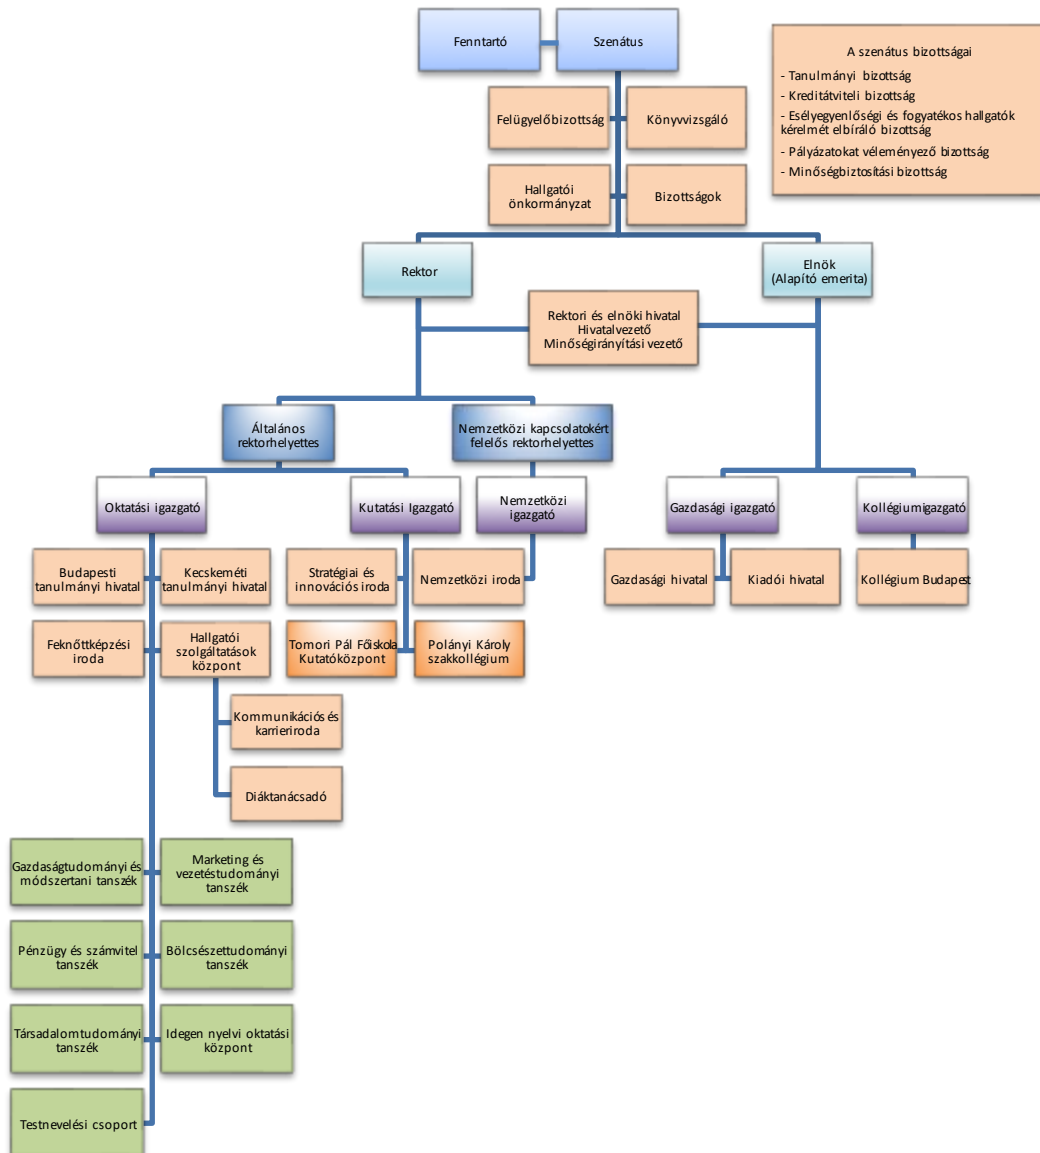 Fenntartó
Szenátus
A szenátus bizottságai
- Tanulmányi bizottság
- Kreditátviteli bizottság
- Esélyegyenlőségi és fogyatékos hallgatók
kérelmét elbíráló bizottság
- Pályázatokat véleményező bizottság
- Minőségbiztosítási bizottság
Felügyelőbizottság
Könyvvizsgáló
Hallgatói
önkormányzat
Bizottságok
Rektor
Elnök
(Alapító emerita)
Rektori és elnöki hivatal
Hivatalvezető
Minőségirányítási vezető
Általános
rektorhelyettes
Nemzetközi kapcsolatokért
felelős rektorhelyettes
Oktatási igazgató
Kutatási Igazgató
Nemzetközi
igazgató
Gazdasági igazgató
Kollégiumigazgató
Budapesti
tanulmányi hivatal
Kecskeméti
tanulmányi hivatal
Stratégiai és
innovációs iroda
Nemzetközi iroda
Gazdasági hivatal
Kiadói hivatal
Kollégium Budapest
Feknőttképzési
iroda
Hallgatói
szolgáltatások
központ
Tomori Pál Főiskola
Kutatóközpont
Polányi Károly
szakkollégium
Kommunikációs és
karrieriroda
Diáktanácsadó
Gazdaságtudományi és
módszertani tanszék
Marketing és
vezetéstudományi
tanszék
Pénzügy és számvitel
tanszék
Bölcsészettudományi
tanszék
Társadalomtudományi
tanszék
Idegen nyelvi oktatási
központ
Testnevelési csoport